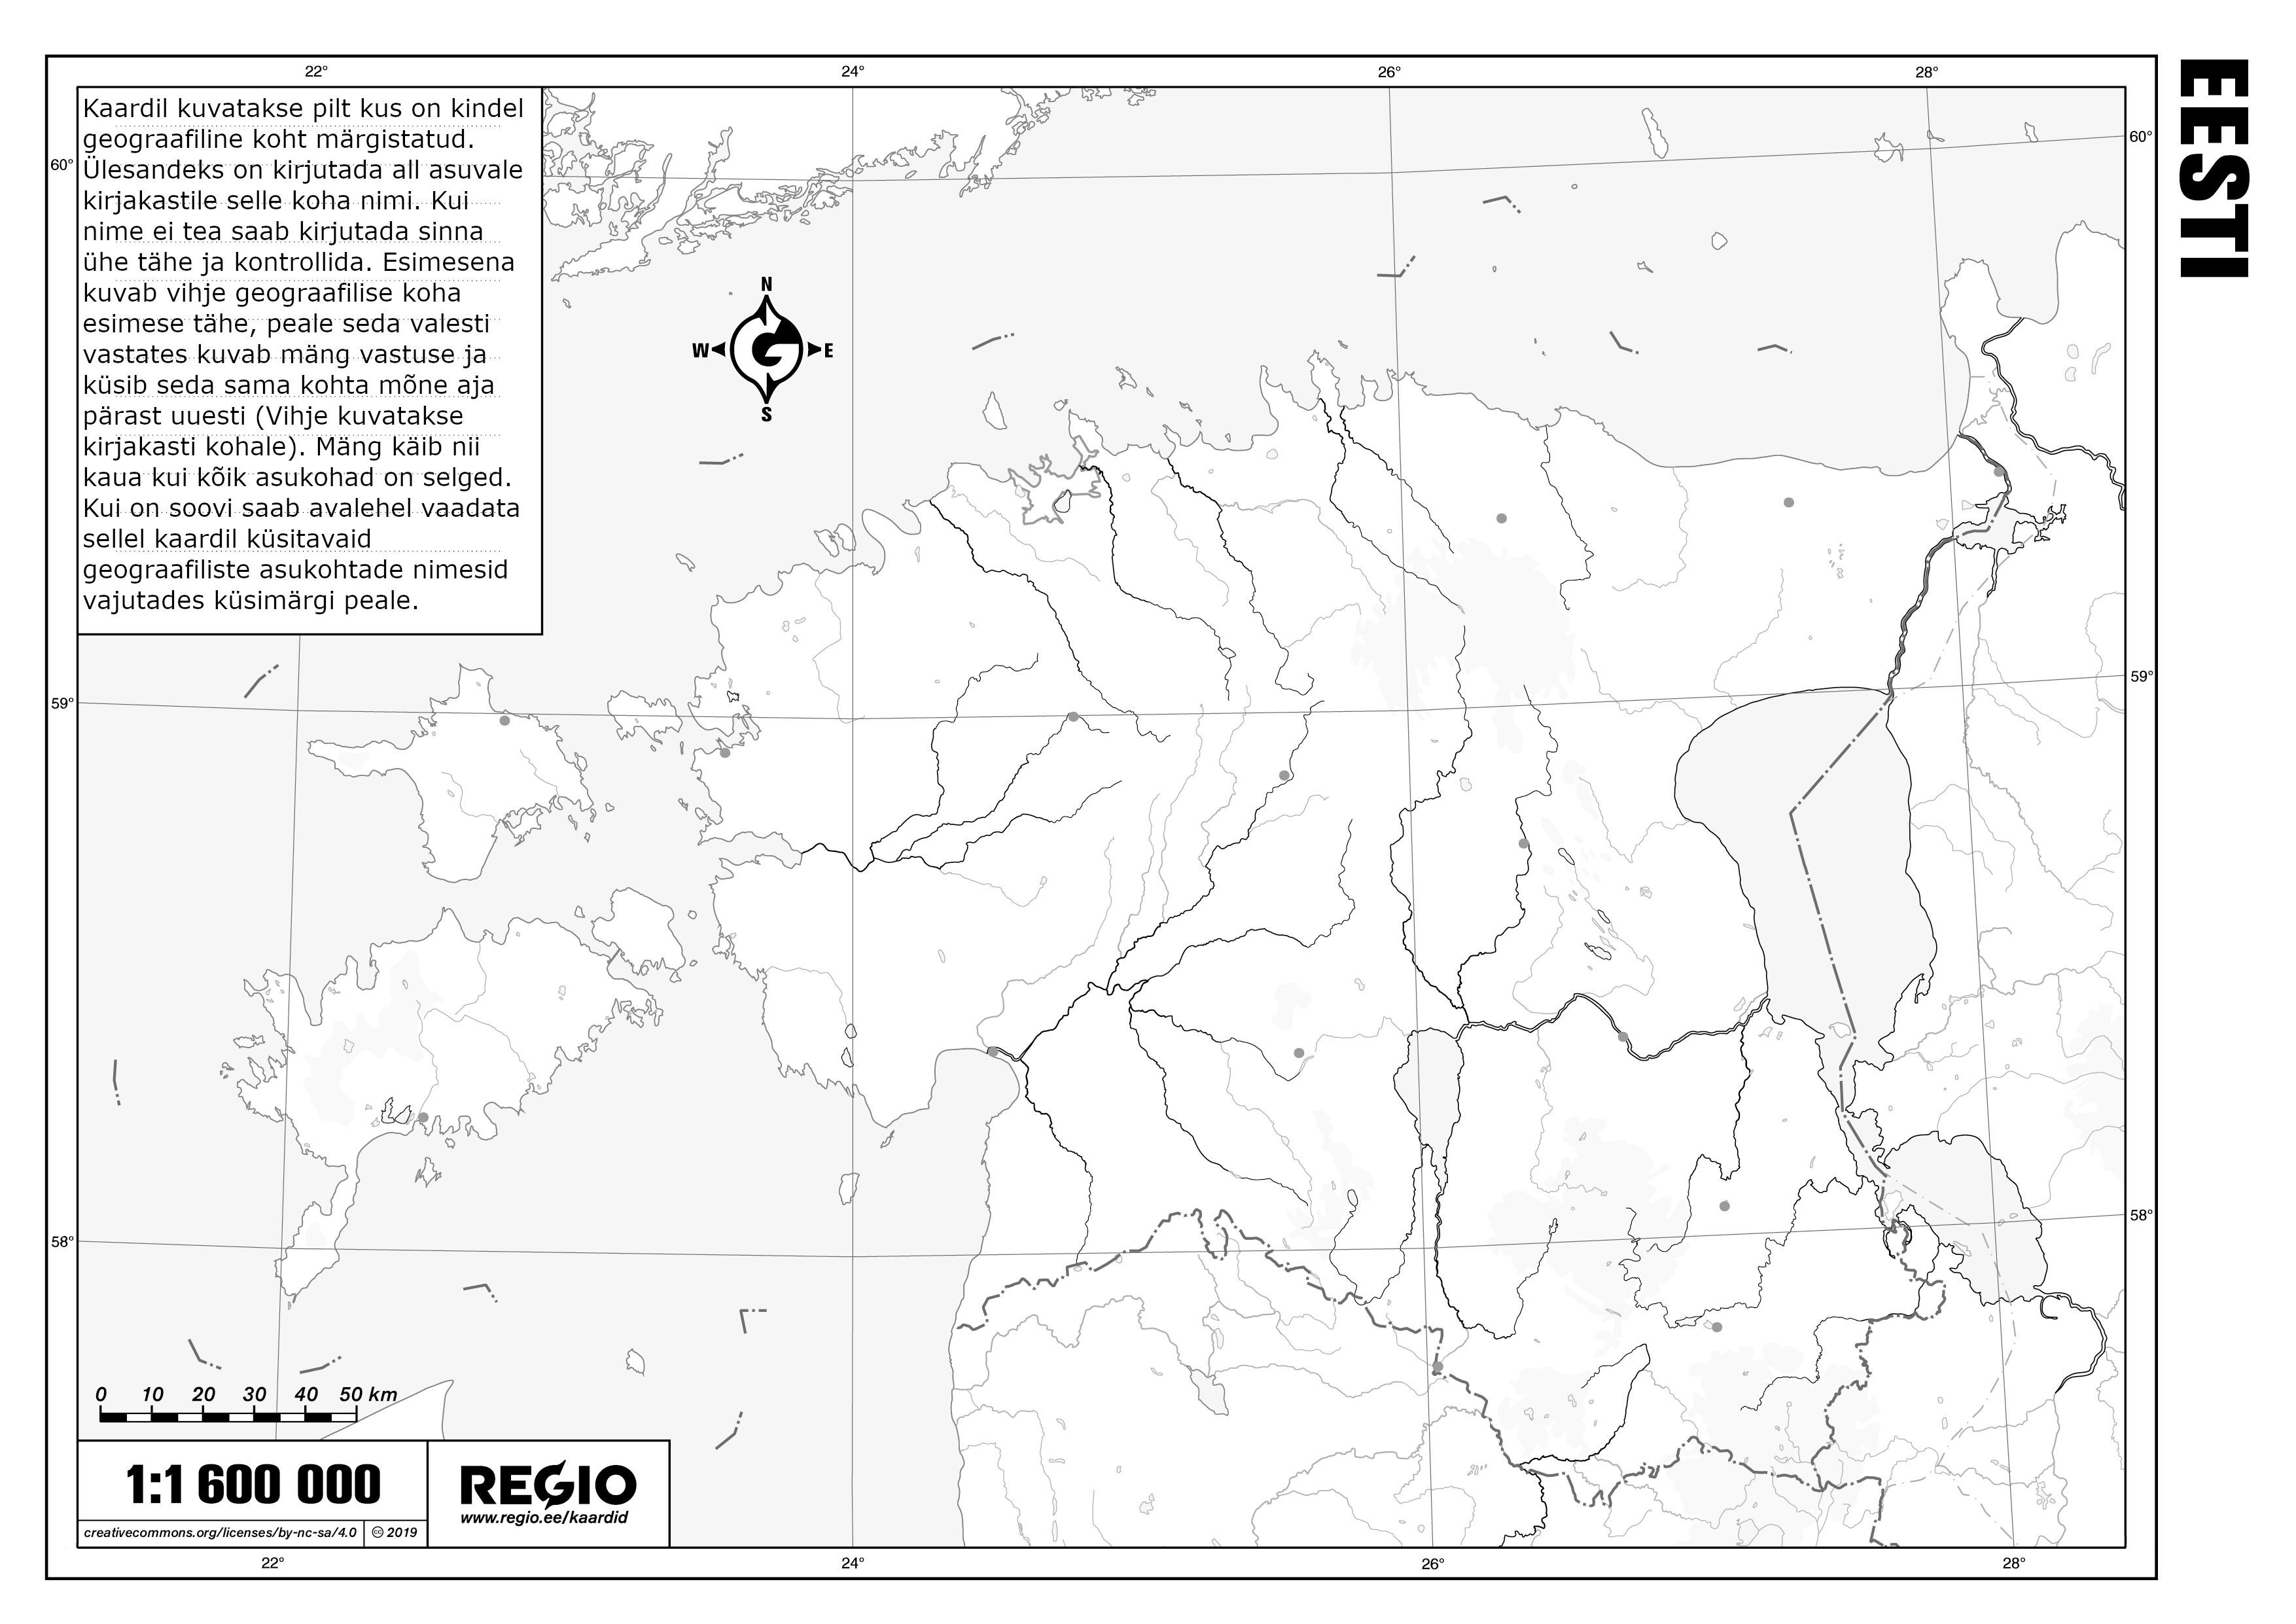 22°
24°
26°
28°
EESTI
Kaardil kuvatakse pilt kus on kindel
geograafiline koht märgistatud.
Ülesandeks on kirjutada all asuvale
kirjakastile selle koha nimi. Kui
nime ei tea saab kirjutada sinna
ühe tähe ja kontrollida. Esimesena
kuvab vihje geograafilise koha
esimese tähe, peale seda valesti
vastates kuvab mäng vastuse ja
küsib seda sama kohta mõne aja
pärast uuesti (Vihje kuvatakse
kirjakasti kohale). Mäng käib nii
kaua kui kõik asukohad on selged.
Kui on soovi saab avalehel vaadata
sellel kaardil küsitavaid
geograafiliste asukohtade nimesid
vajutades küsimärgi peale.
60°
60°
N
W
E
G
S
59°
59°
58°
58°
0 10 20 30 40 50 km
1:1 600 000
REGIO
www.regio.ee/kaardid
creativecommons.org/licenses/by-nc-sa/4.0
cc 2019
22°
24°
26°
28°